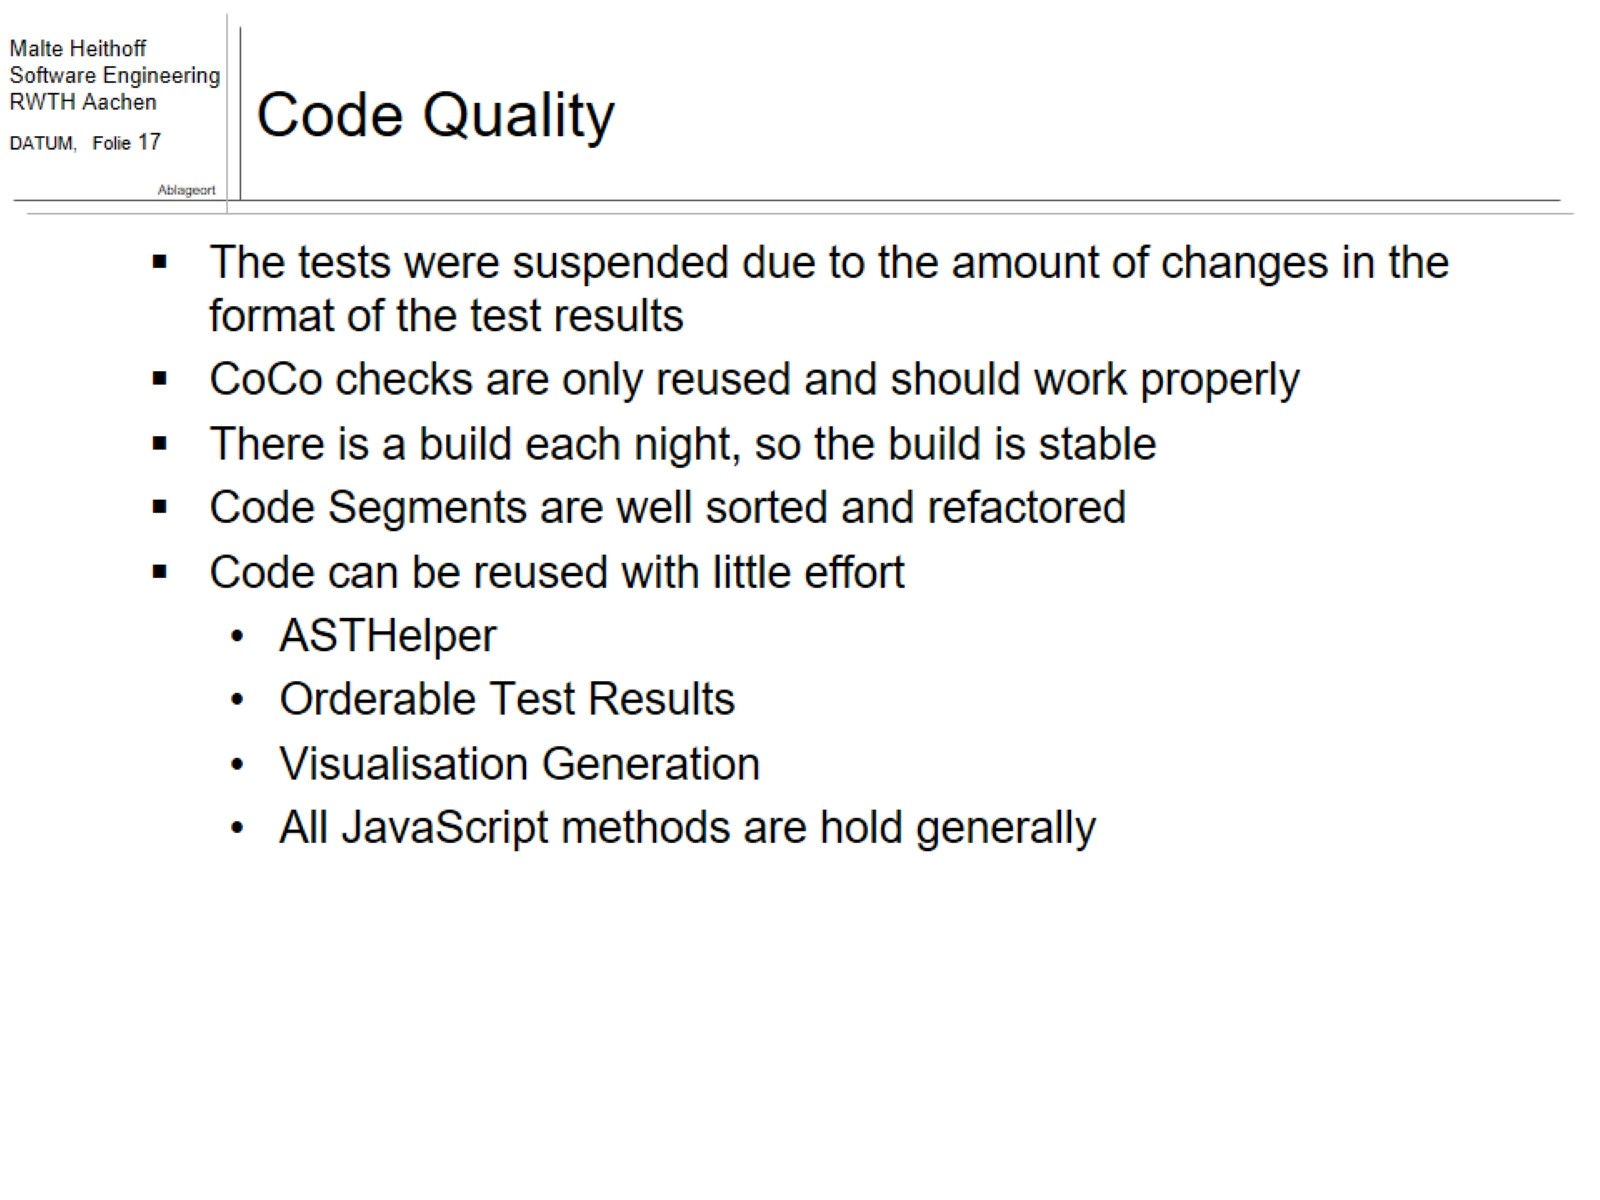 Malte Heithoff
Software Engineering
RWTH Aachen
DATUM, Folie 17
Ablageort
Code Quality
▪ The tests were suspended due to the amount of changes in the
format of the test results
▪ CoCo checks are only reused and should work properly
▪ There is a build each night, so the build is stable
▪ Code Segments are well sorted and refactored
▪ Code can be reused with little effort
• ASTHelper
• Orderable Test Results
• Visualisation Generation
• All JavaScript methods are hold generally